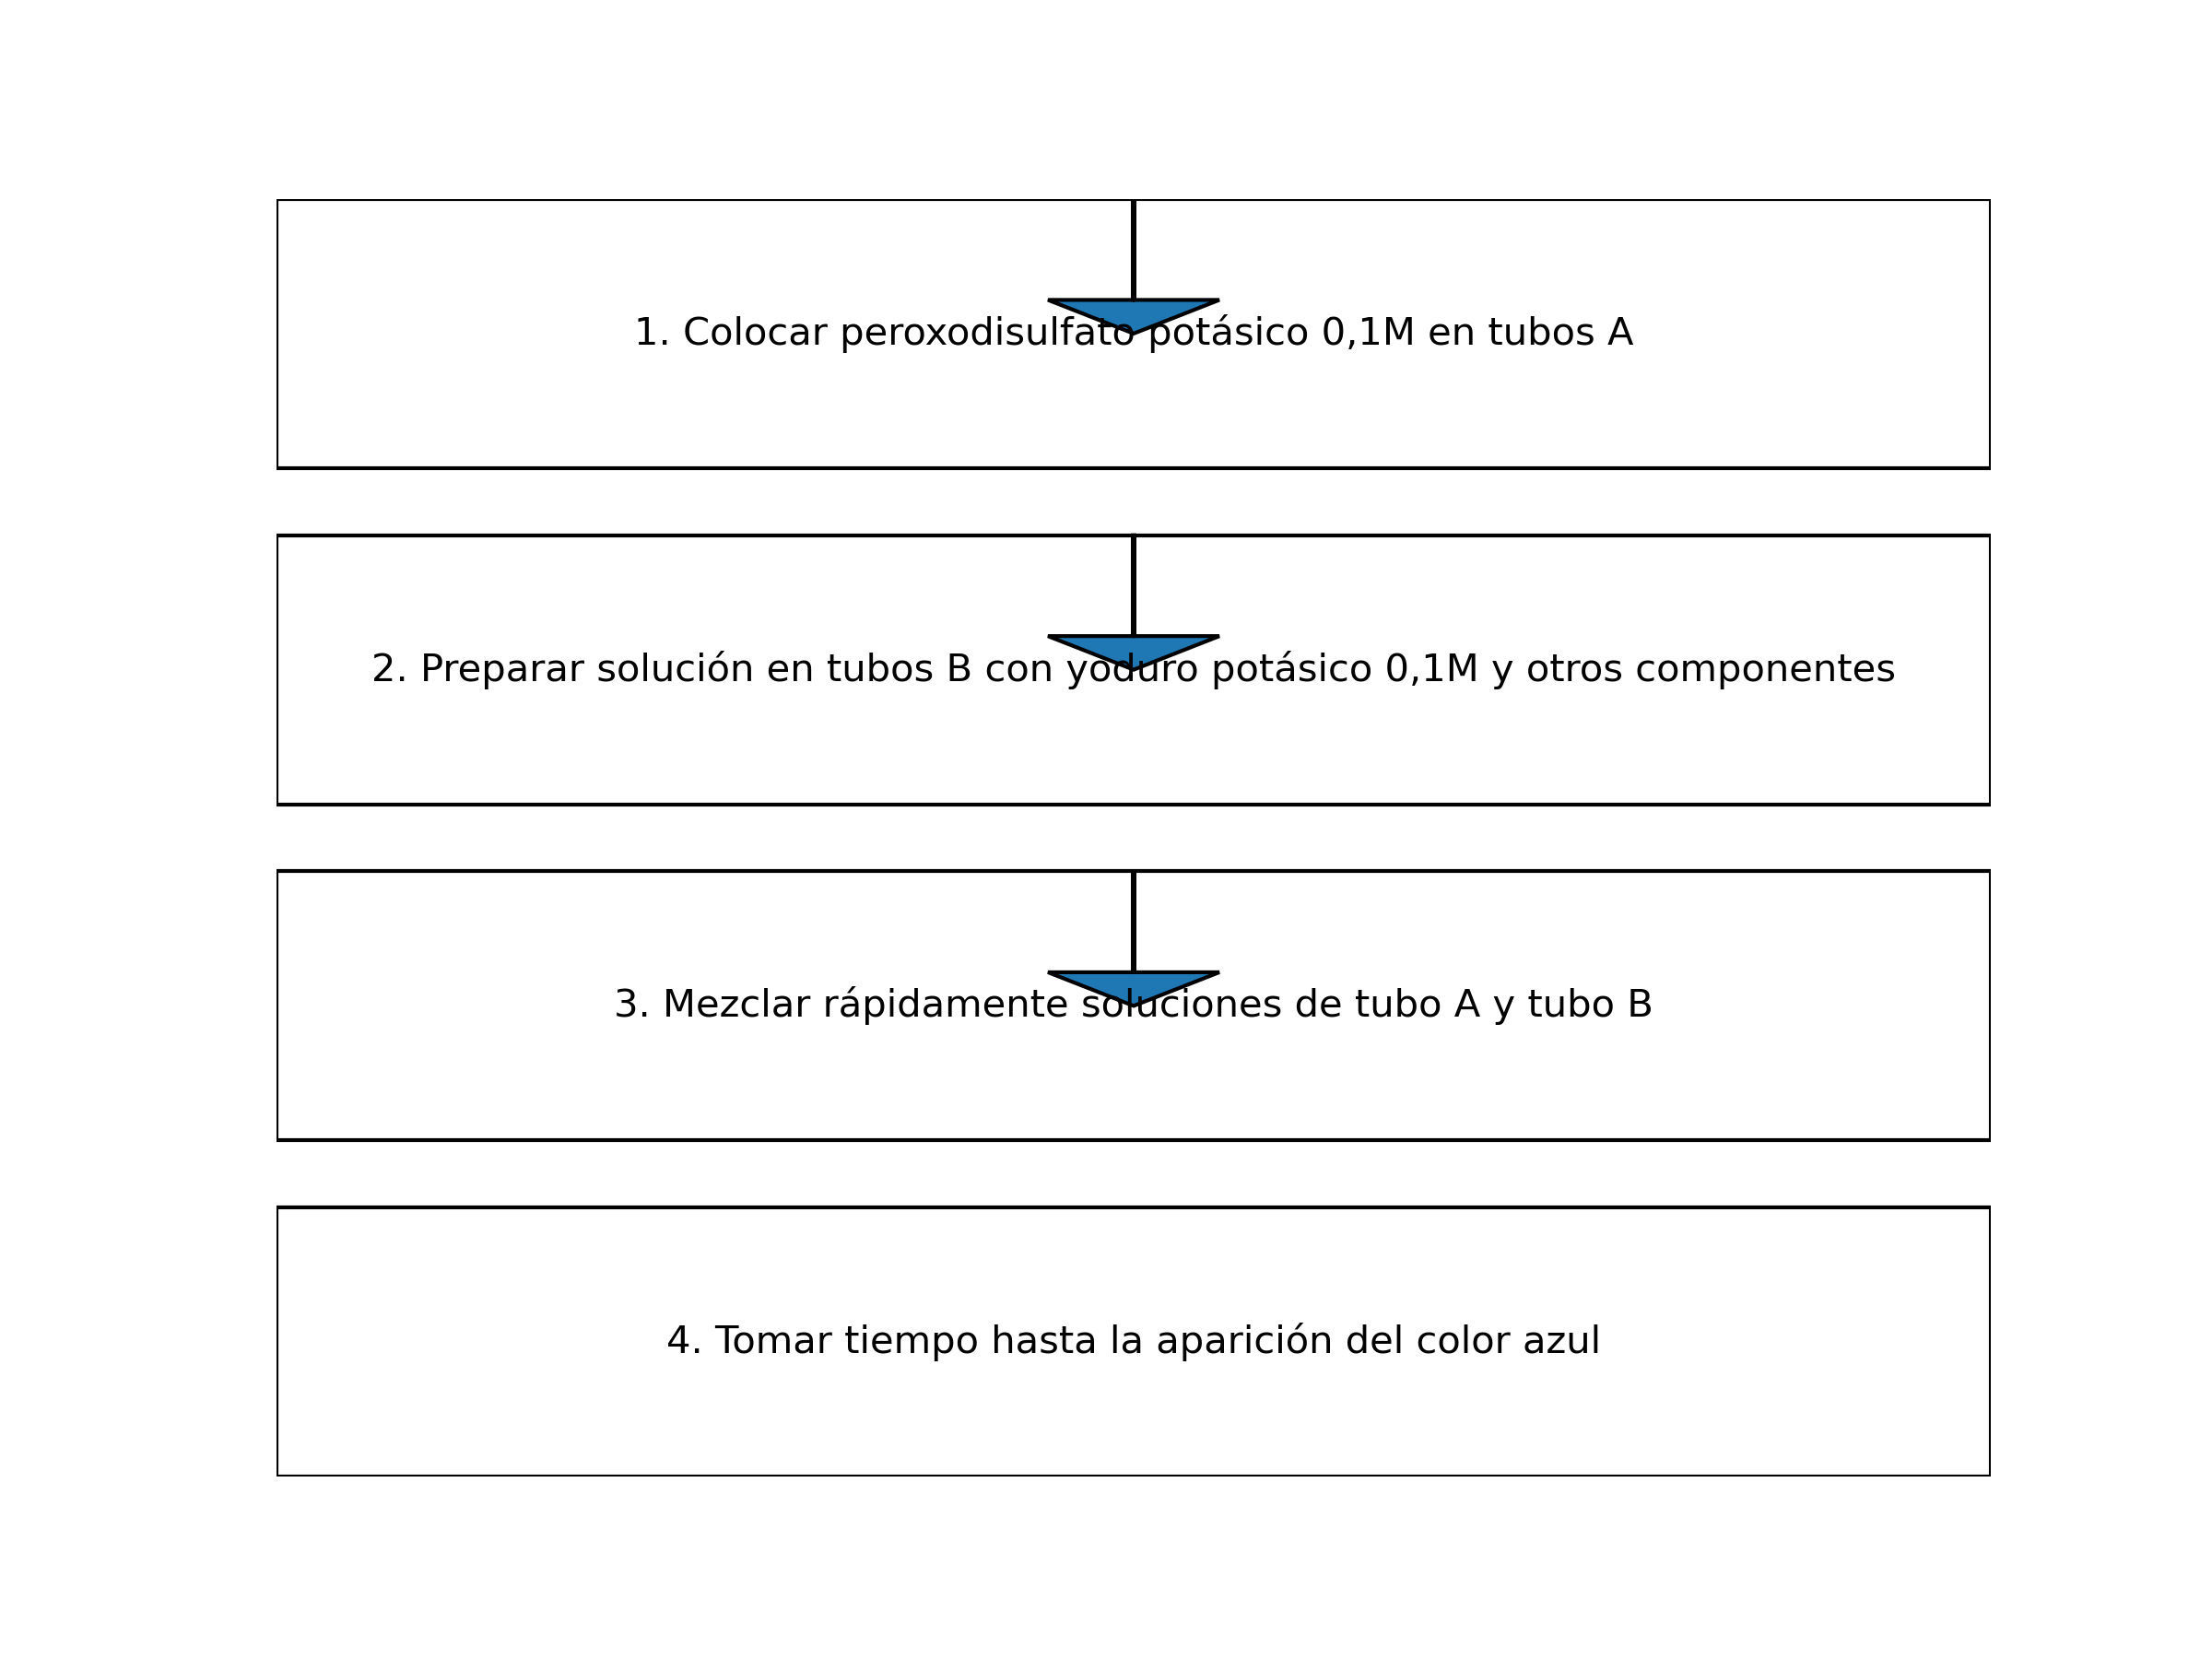 1. Colocar peroxodisulfato potásico 0,1M en tubos A
2. Preparar solución en tubos B con yoduro potásico 0,1M y otros componentes
3. Mezclar rápidamente soluciones de tubo A y tubo B
4. Tomar tiempo hasta la aparición del color azul